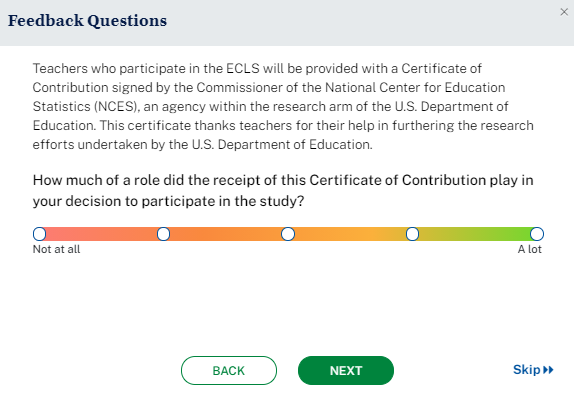 Feedback Questions
×
Teachers who participate in the ECLS will be provided with a Certificate of
Contribution signed by the Commissioner of the National Center for Education
Statistics (NCES), an agency within the research arm of the U.S. Department of
Education. This certificate thanks teachers for their help in furthering the research
efforts undertaken by the U.S. Department of Education.
How much of a role did the receipt of this Certificate of Contribution play in
your decision to participate in the study?
Not at all
A lot
BACK
NEXT
Skip